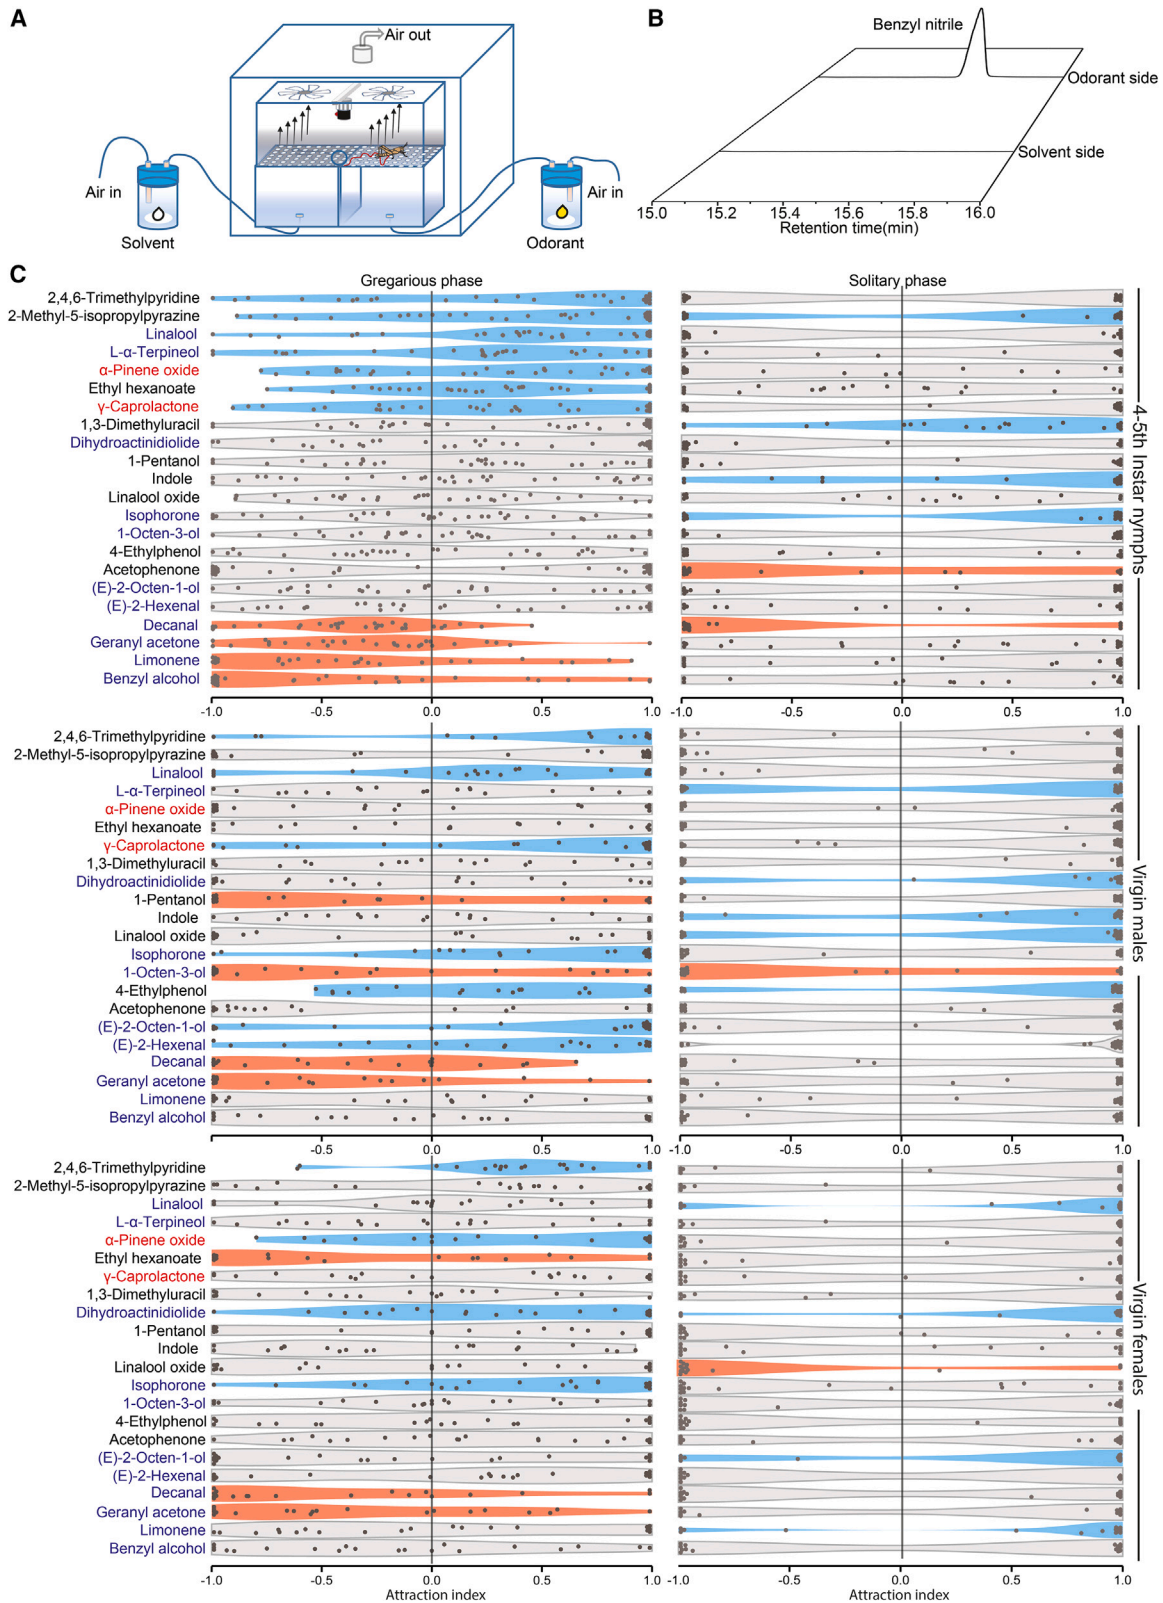 A
Air out
Air in
Solvent
Air in
Odorant
B
Benzyl nitrile
Odorant side
Solvent side
15.0 15.2 15.4 15.6 15.8 16.0
Retention time(min)
C
Gregarious phase
Solitary phase
2,4,6-Trimethylpyridine
2-Methyl-5-isopropylpyrazine
Linalool
L-α-Terpineol
α-Pinene oxide
Ethyl hexanoate
γ-Caprolactone
1,3-Dimethyluracil
Dihydroactinidiolide
1-Pentanol
Indole
Linalool oxide
Isophorone
1-Octen-3-ol
4-Ethylphenol
Acetophenone
(E)-2-Octen-1-ol
(E)-2-Hexenal
Decanal
Geranyl acetone
Limonene
Benzyl alcohol
4-5th Instar nymphs
-1.0 -0.5 0.0 0.5 1.0
-1.0 -0.5 0.0 0.5 1.0
2,4,6-Trimethylpyridine
2-Methyl-5-isopropylpyrazine
Linalool
L-α-Terpineol
α-Pinene oxide
Ethyl hexanoate
γ-Caprolactone
1,3-Dimethyluracil
Dihydroactinidiolide
1-Pentanol
Indole
Linalool oxide
Isophorone
1-Octen-3-ol
4-Ethylphenol
Acetophenone
(E)-2-Octen-1-ol
(E)-2-Hexenal
Decanal
Geranyl acetone
Limonene
Benzyl alcohol
Virgin males
-0.5 0.0 0.5 1.0
-1.0 -0.5 0.0 0.5 1.0
2,4,6-Trimethylpyridine
2-Methyl-5-isopropylpyrazine
Linalool
L-α-Terpineol
α-Pinene oxide
Ethyl hexanoate
γ-Caprolactone
1,3-Dimethyluracil
Dihydroactinidiolide
1-Pentanol
Indole
Linalool oxide
Isophorone
1-Octen-3-ol
4-Ethylphenol
Acetophenone
(E)-2-Octen-1-ol
(E)-2-Hexenal
Decanal
Geranyl acetone
Limonene
Benzyl alcohol
Virgin females
-1.0 -0.5 0.0 0.5 1.0
-1.0 -0.5 0.0 0.5 1.0
Attraction index
Attraction index